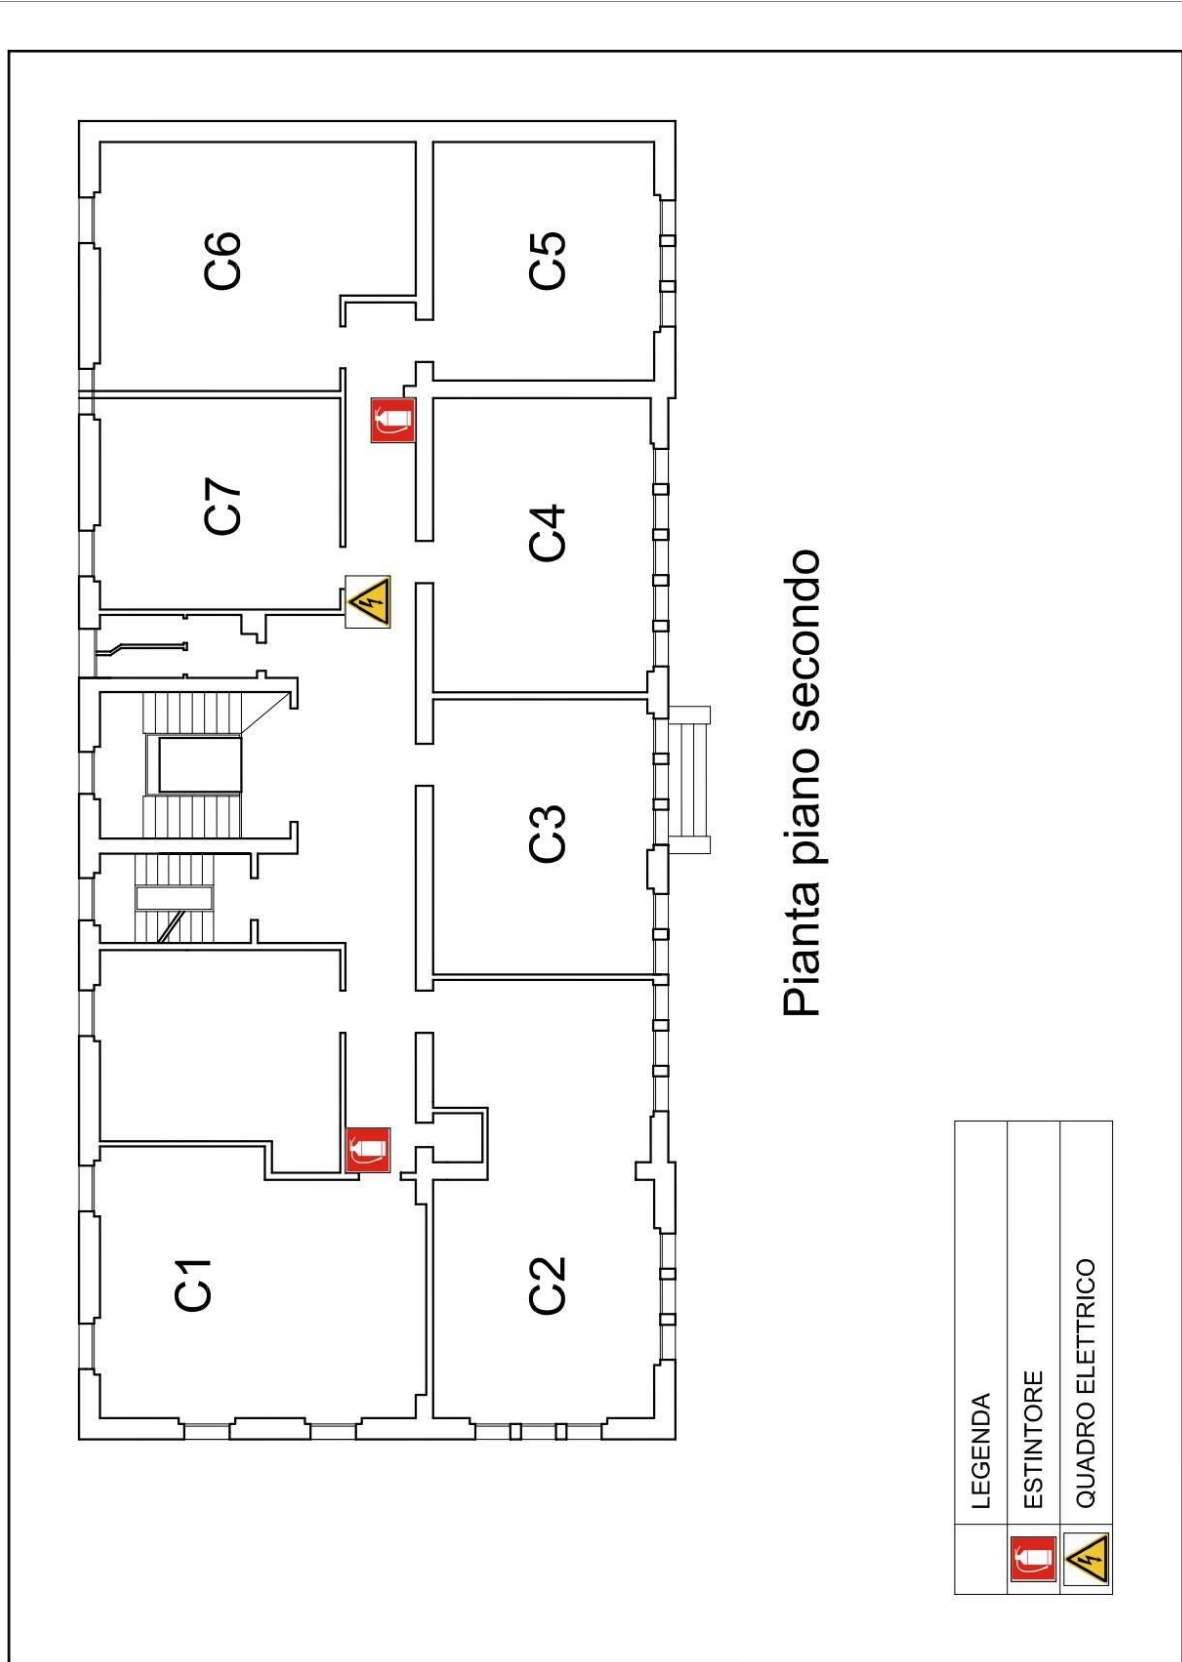 C1
C7
C6
C2
C3
C4
C5
Pianta piano secondo
LEGENDA
ESTINTORE
QUADRO ELETTRICO